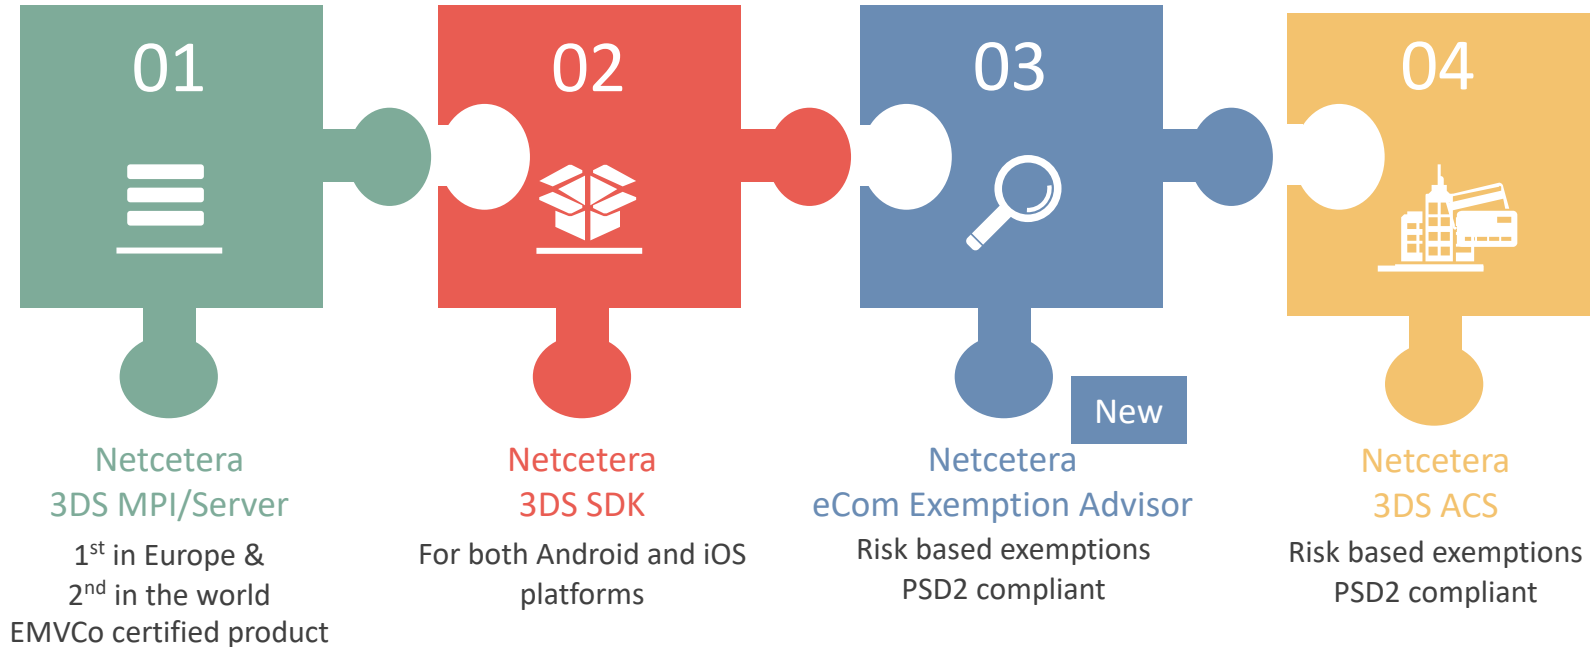 01
02
03
04
New
Netcetera
3DS MPI/Server
1st in Europe &
2nd in the world
EMVCo certified product
Netcetera
3DS SDK
For both Android and iOS
platforms
Netcetera
eCom Exemption Advisor
Risk based exemptions
PSD2 compliant
Netcetera
3DS ACS
Risk based exemptions
PSD2 compliant